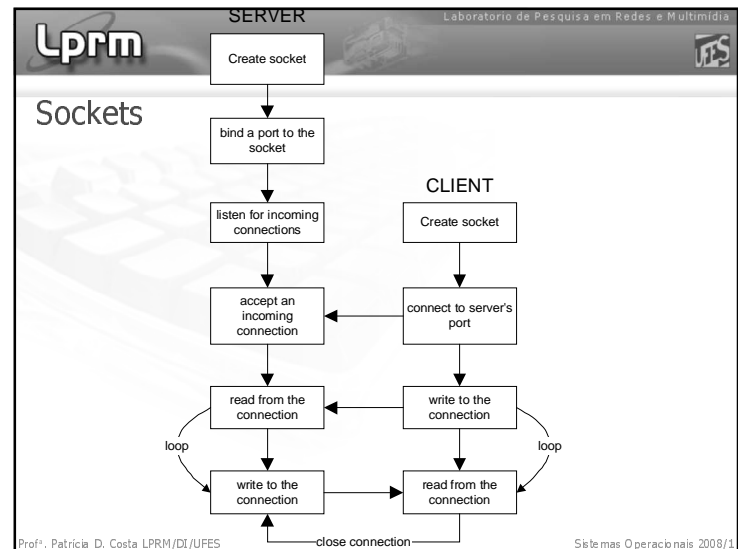 SERVER
Laboratorio de Pesquisa em Redes e Multimídia
Lprm
UFES
Create socket
Sockets
bind a port to the
socket
CLIENT
listen for incoming
connections
Create socket
accept an
incoming
connection
connect to server's
port
read from the
connection
write to the
connection
loop
loop
write to the
connection
read from the
connection
close connection
Profª. Patrícia D. Costa LPRM/DI/UFES
Sistemas Operacionais 2008/1